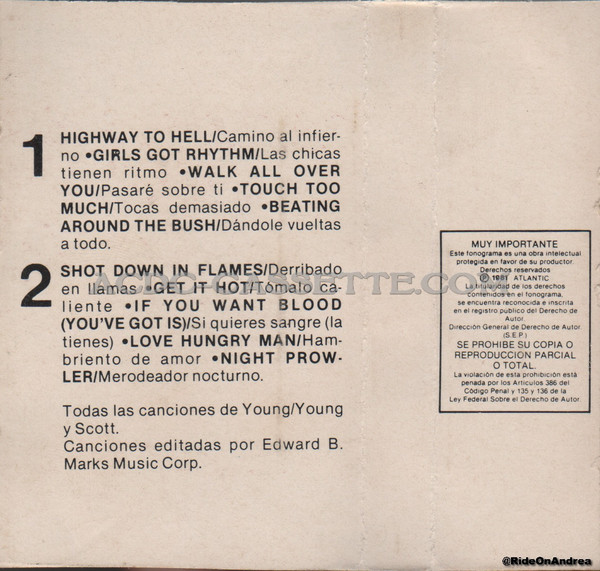 1
HIGHWAY TO HELL/Camino al infier-
no •GIRLS GOT RHYTHM/Las chicas
tienen ritmo •WALK ALL OVER
YOU/Pasaré sobre ti •TOUCH TOO
MUCH/Tocas demasiado •BEATING
AROUND THE BUSH/Dándole vueltas
a todo.
2
SHOT DOWN IN FLAMES/Derribado
en llamas •GET IT HOT/Tómalo ca-
liente •IF YOU WANT BLOOD
(YOU'VE GOT IS)/Si quieres sangre (la
tienes) •LOVE HUNGRY MAN/Ham-
briento de amor •NIGHT PROW-
LER/Merodeador nocturno.
Todas las canciones de Young/Young
y Scott.
Canciones editadas por Edward B.
Marks Music Corp.
MUY IMPORTANTE
Este fonograma es una obra intelectual
protegida en favor de su productor
Derechos reservados
Ⓟ 1981 ATLANTIC
La titularidad de los derechos
contenidos en el fonograma,
se encuentra reconocida e inscrita
en el registro publico del Derecho de
Autor.
Dirección General de Derecho de Autor
(S.E.P.)
SE PROHIBE SU COPIA O
REPRODUCCION PARCIAL
O TOTAL.
La violación de esta prohibición está
penada por los Artículos 386 del
Código Penal y 135 y 136 de la
Ley Federal Sobre el Derecho de Autor.
ACDC-CASSETTE.COM
@RideOnAndrea